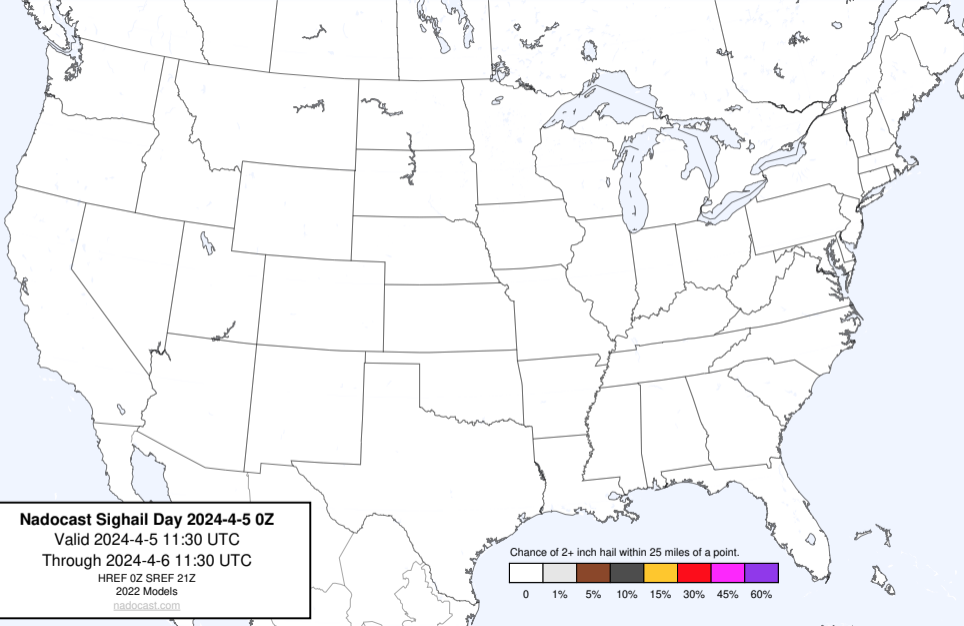 Nadocast Sighail Day 2024-4-5 0Z
Valid 2024-4-5 11:30 UTC
Through 2024-4-6 11:30 UTC
HREF 0Z SREF 21Z
2022 Models
nadocast.com
Chance of 2+ inch hail within 25 miles of a point.
0 1% 5% 10% 15% 30% 45% 60%